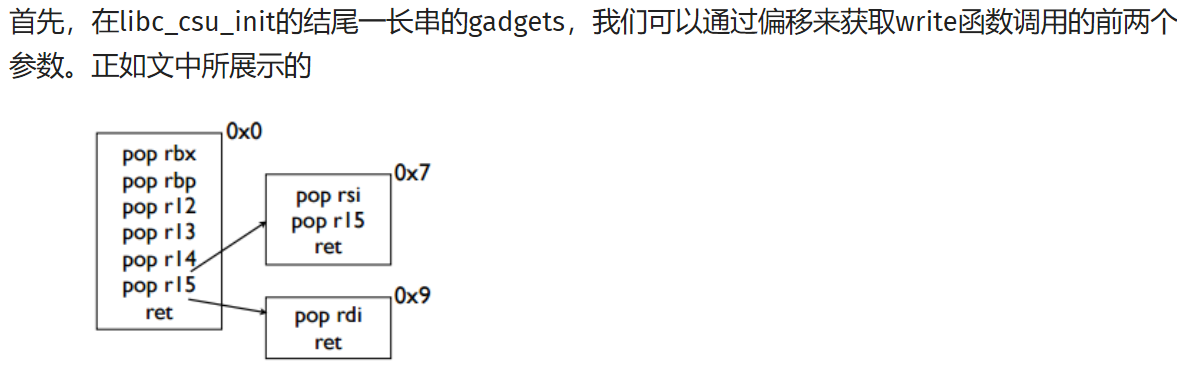 首先，在libc_csu_init的结尾一长串的gadgets，我们可以通过偏移来获取write函数调用的前两个
参数。正如文中所展示的
0x0
pop rbx
pop rbp
pop r12
pop r13
pop r14
pop r15
ret
0x7
pop rsi
pop r15
ret
0x9
pop rdi
ret